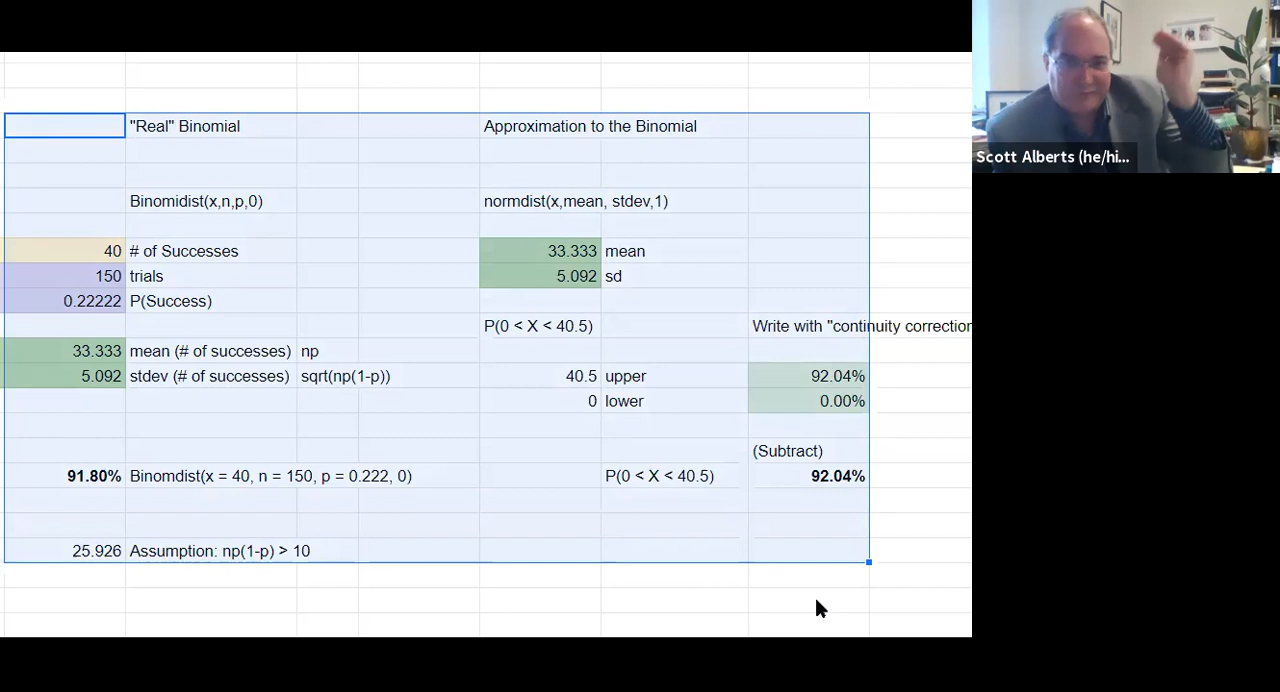 "Real" Binomial Approximation to the Binomial
Binomidist(x,n,p,0) normdist(x,mean, stdev,1)
40 # of Successes 33.333 mean
150 trials 5.092 sd
0.22222 P(Success)
P(0 < X < 40.5) Write with "continuity correction
33.333 mean (# of successes) np
5.092 stdev (# of successes) sqrt(np(1-p)) 40.5 upper 92.04%
0 lower 0.00%
(Subtract)
91.80% Binomdist(x = 40, n = 150, p = 0.222, 0) P(0 < X < 40.5) 92.04%
25.926 Assumption: np(1-p) > 10
Scott Alberts (he/hi...